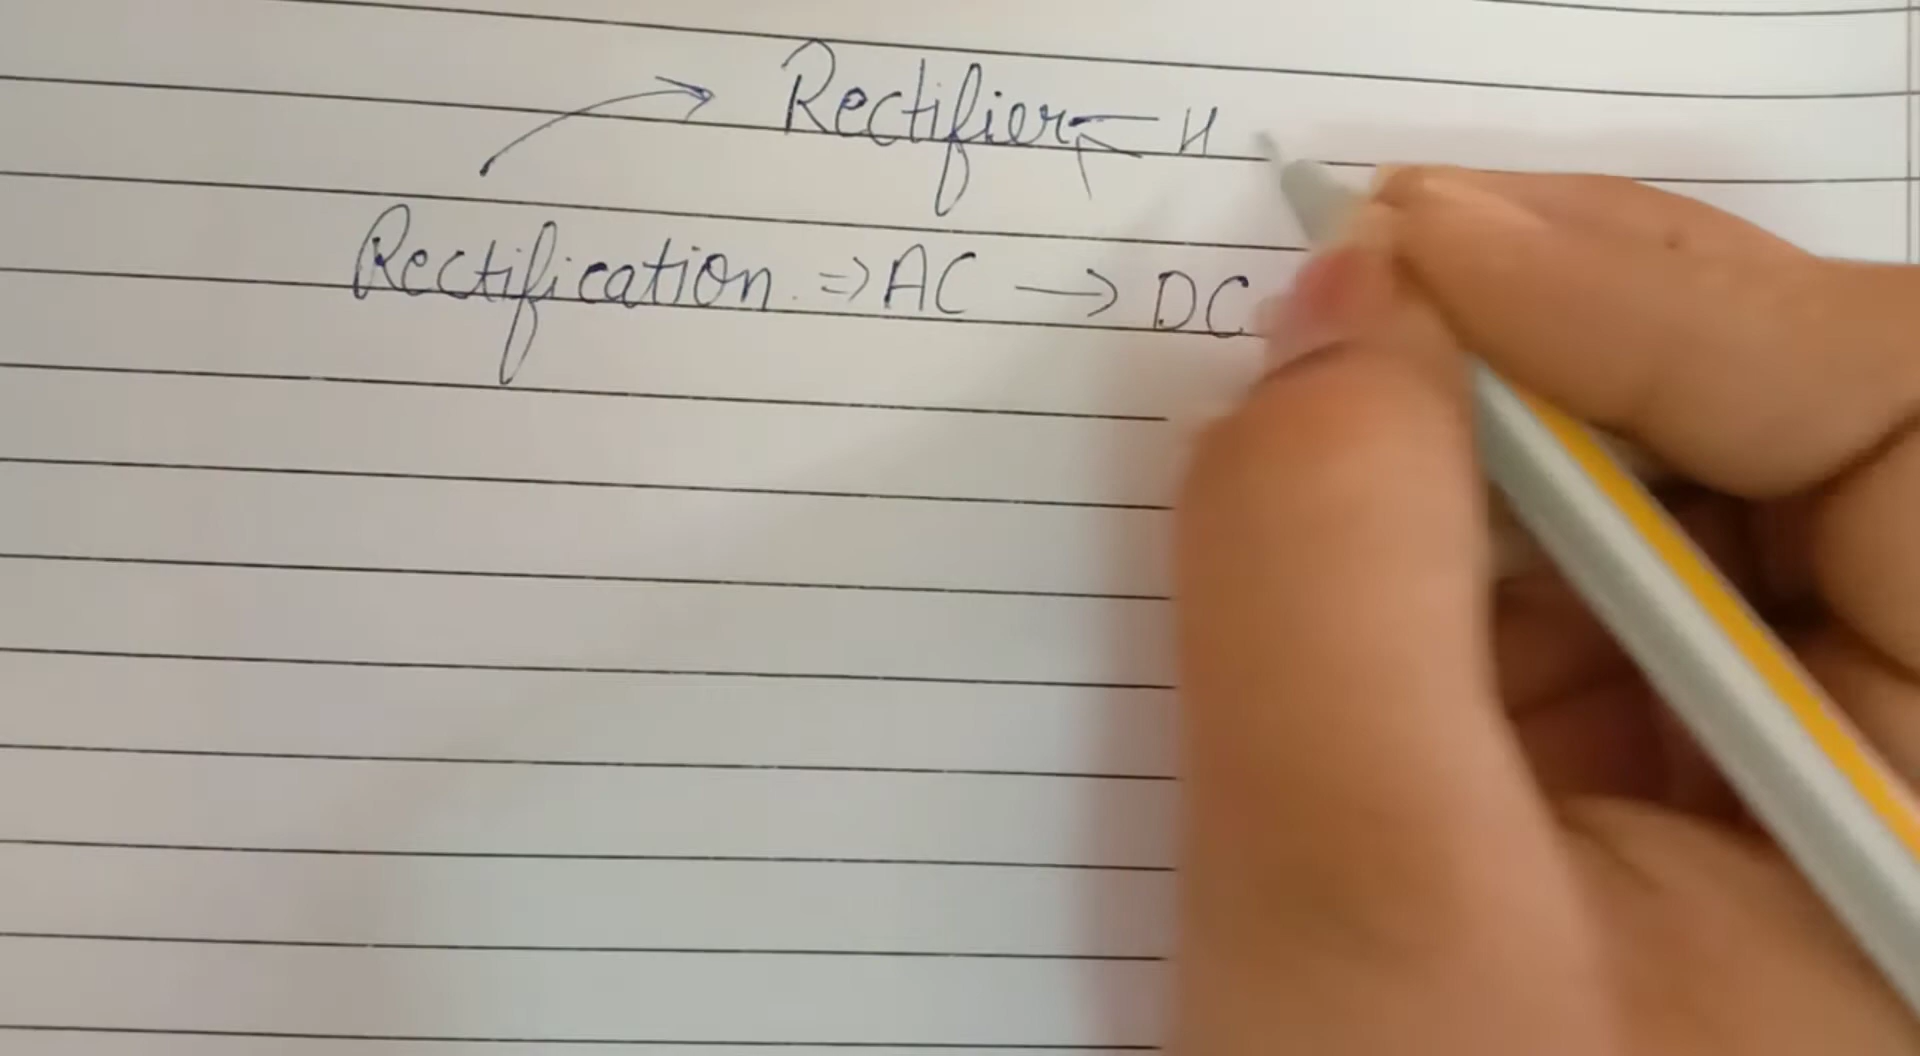 Rectifier H
Rectification ⇒ AC → DC